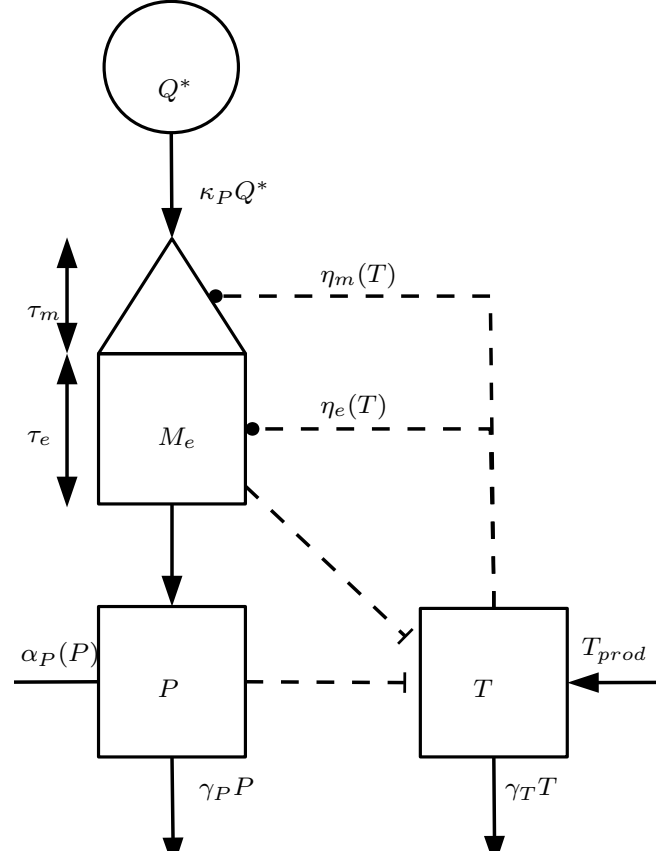 Q*
κ_P Q*
η_m(T)
τ_m
η_e(T)
τ_e
M_e
α_P(P)
T_prod
P
T
γ_P P
γ_T T